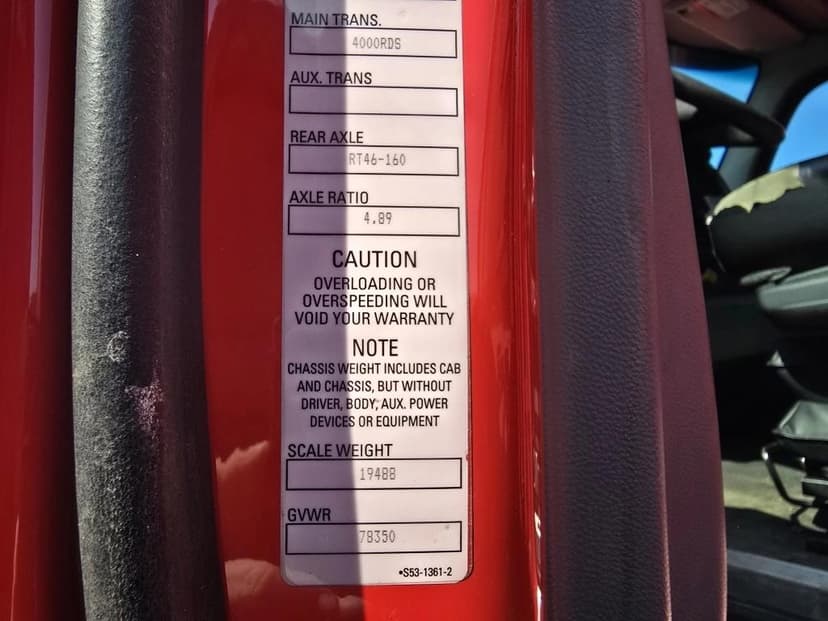 MAIN TRANS.
4000RDS
AUX. TRANS
REAR AXLE
RT46-160
AXLE RATIO
4.89
CAUTION
OVERLOADING OR
OVERSPEEDING WILL
VOID YOUR WARRANTY
NOTE
CHASSIS WEIGHT INCLUDES CAB
AND CHASSIS, BUT WITHOUT
DRIVER, BODY, AUX. POWER
DEVICES OR EQUIPMENT
SCALE WEIGHT
19488
GVWR
78350
•S53-1361-2